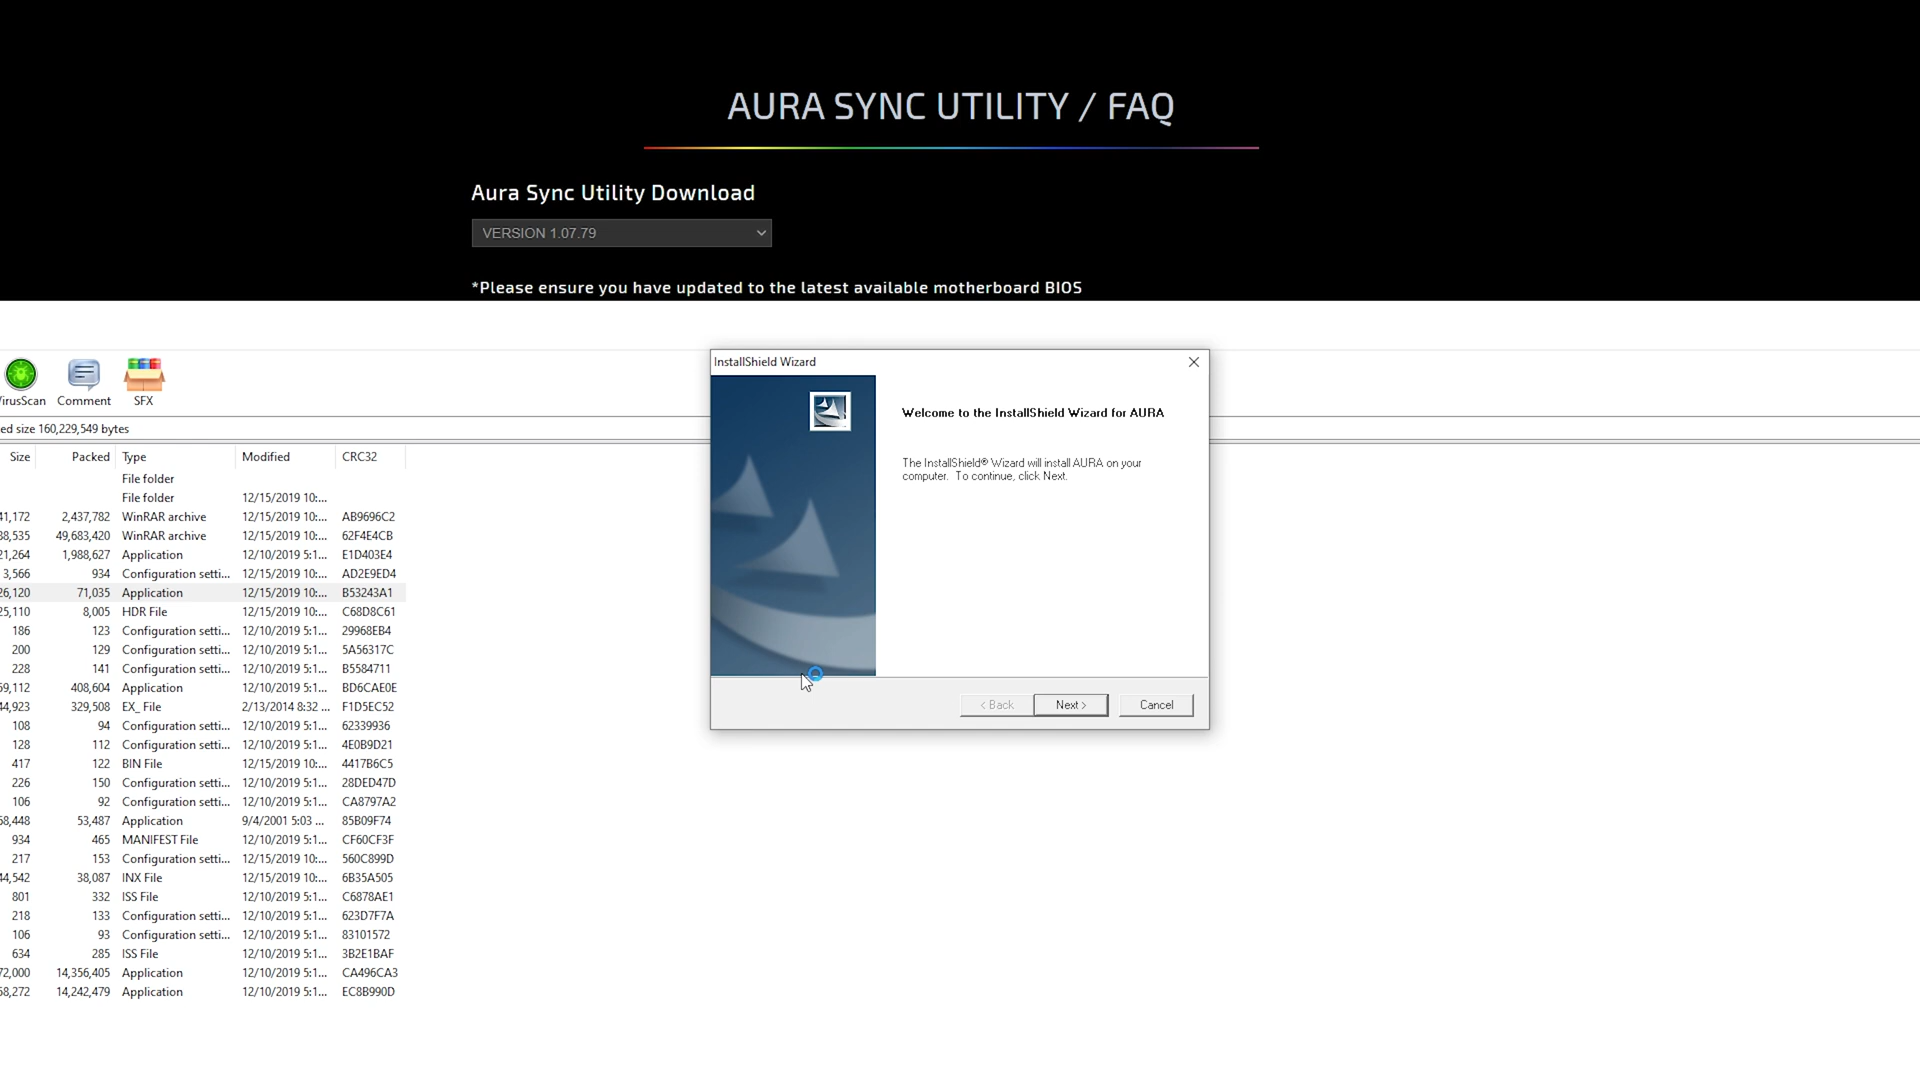 AURA SYNC UTILITY / FAQ
Aura Sync Utility Download
VERSION 1.07.79
*Please ensure you have updated to the latest available motherboard BIOS
InstallShield Wizard
Welcome to the InstallShield Wizard for AURA
The InstallShield® Wizard will install AURA on your
computer. To continue, click Next.
< Back Next > Cancel
irusScan Comment SFX
ed size 160,229,549 bytes
Size Packed Type Modified CRC32
File folder
File folder 12/15/2019 10:...
41,172 2,437,782 WinRAR archive 12/15/2019 10:... AB9696C2
38,535 49,683,420 WinRAR archive 12/15/2019 10:... 62F4E4CB
21,264 1,988,627 Application 12/10/2019 5:1... E1D403E4
3,566 934 Configuration setti... 12/15/2019 10:... AD2E9ED4
26,120 71,035 Application 12/15/2019 10:... B53243A1
25,110 8,005 HDR File 12/15/2019 10:... C68D8C61
186 123 Configuration setti... 12/10/2019 5:1... 29968EB4
200 129 Configuration setti... 12/10/2019 5:1... 5A56317C
228 141 Configuration setti... 12/10/2019 5:1... B5584711
59,112 408,604 Application 12/10/2019 5:1... BD6CAE0E
44,923 329,508 EX_ File 2/13/2014 8:32 ... F1D5EC52
108 94 Configuration setti... 12/10/2019 5:1... 62339936
128 112 Configuration setti... 12/10/2019 5:1... 4E0B9D21
417 122 BIN File 12/15/2019 10:... 4417B6C5
226 150 Configuration setti... 12/10/2019 5:1... 28DED47D
106 92 Configuration setti... 12/10/2019 5:1... CA8797A2
58,448 53,487 Application 9/4/2001 5:03 ... 85B09F74
934 465 MANIFEST File 12/10/2019 5:1... CF60CF3F
217 153 Configuration setti... 12/15/2019 10:... 560C899D
44,542 38,087 INX File 12/15/2019 10:... 6B35A505
801 332 ISS File 12/10/2019 5:1... C6878AE1
218 133 Configuration setti... 12/10/2019 5:1... 623D7F7A
106 93 Configuration setti... 12/10/2019 5:1... 83101572
634 285 ISS File 12/10/2019 5:1... 3B2E1BAF
72,000 14,356,405 Application 12/10/2019 5:1... CA496CA3
58,272 14,242,479 Application 12/10/2019 5:1... EC8B990D